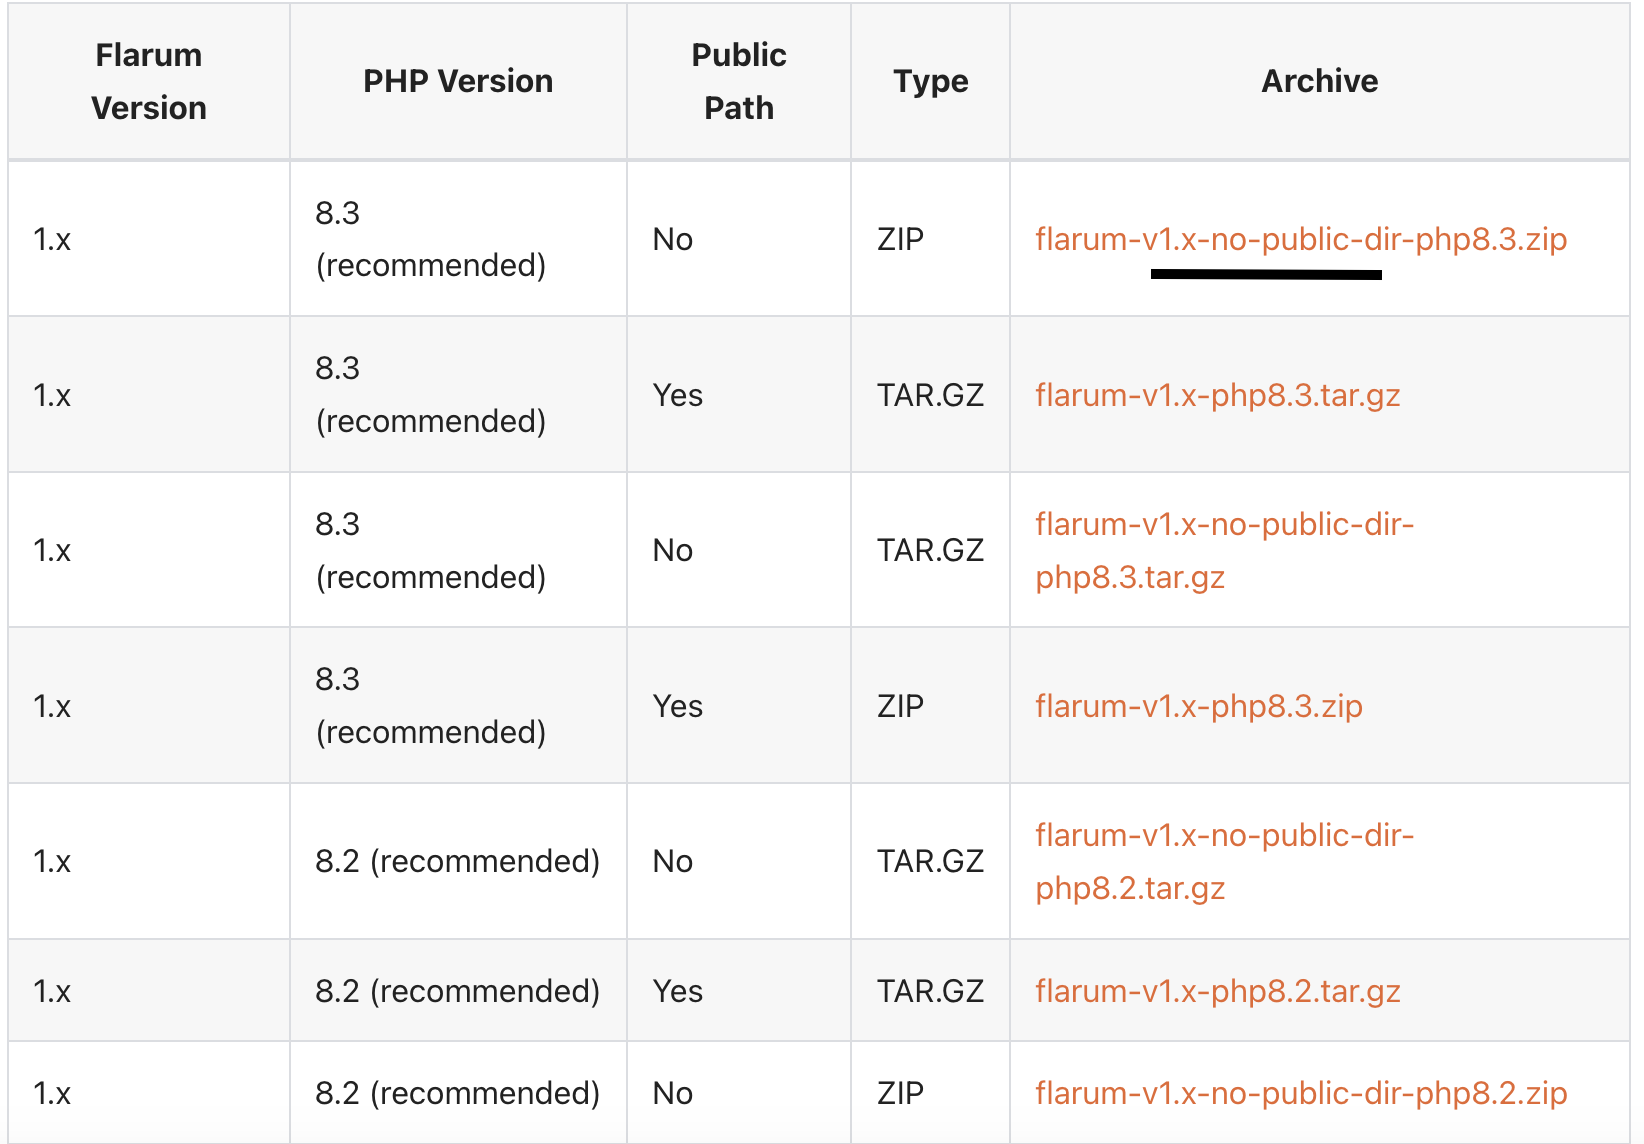 Flarum
Version
PHP Version
Public
Path
Type
Archive
1.x
8.3
(recommended)
No
ZIP
flarum-v1.x-no-public-dir-php8.3.zip
1.x
8.3
(recommended)
Yes
TAR.GZ
flarum-v1.x-php8.3.tar.gz
1.x
8.3
(recommended)
No
TAR.GZ
flarum-v1.x-no-public-dir-
php8.3.tar.gz
1.x
8.3
(recommended)
Yes
ZIP
flarum-v1.x-php8.3.zip
1.x
8.2 (recommended)
No
TAR.GZ
flarum-v1.x-no-public-dir-
php8.2.tar.gz
1.x
8.2 (recommended)
Yes
TAR.GZ
flarum-v1.x-php8.2.tar.gz
1.x
8.2 (recommended)
No
ZIP
flarum-v1.x-no-public-dir-php8.2.zip